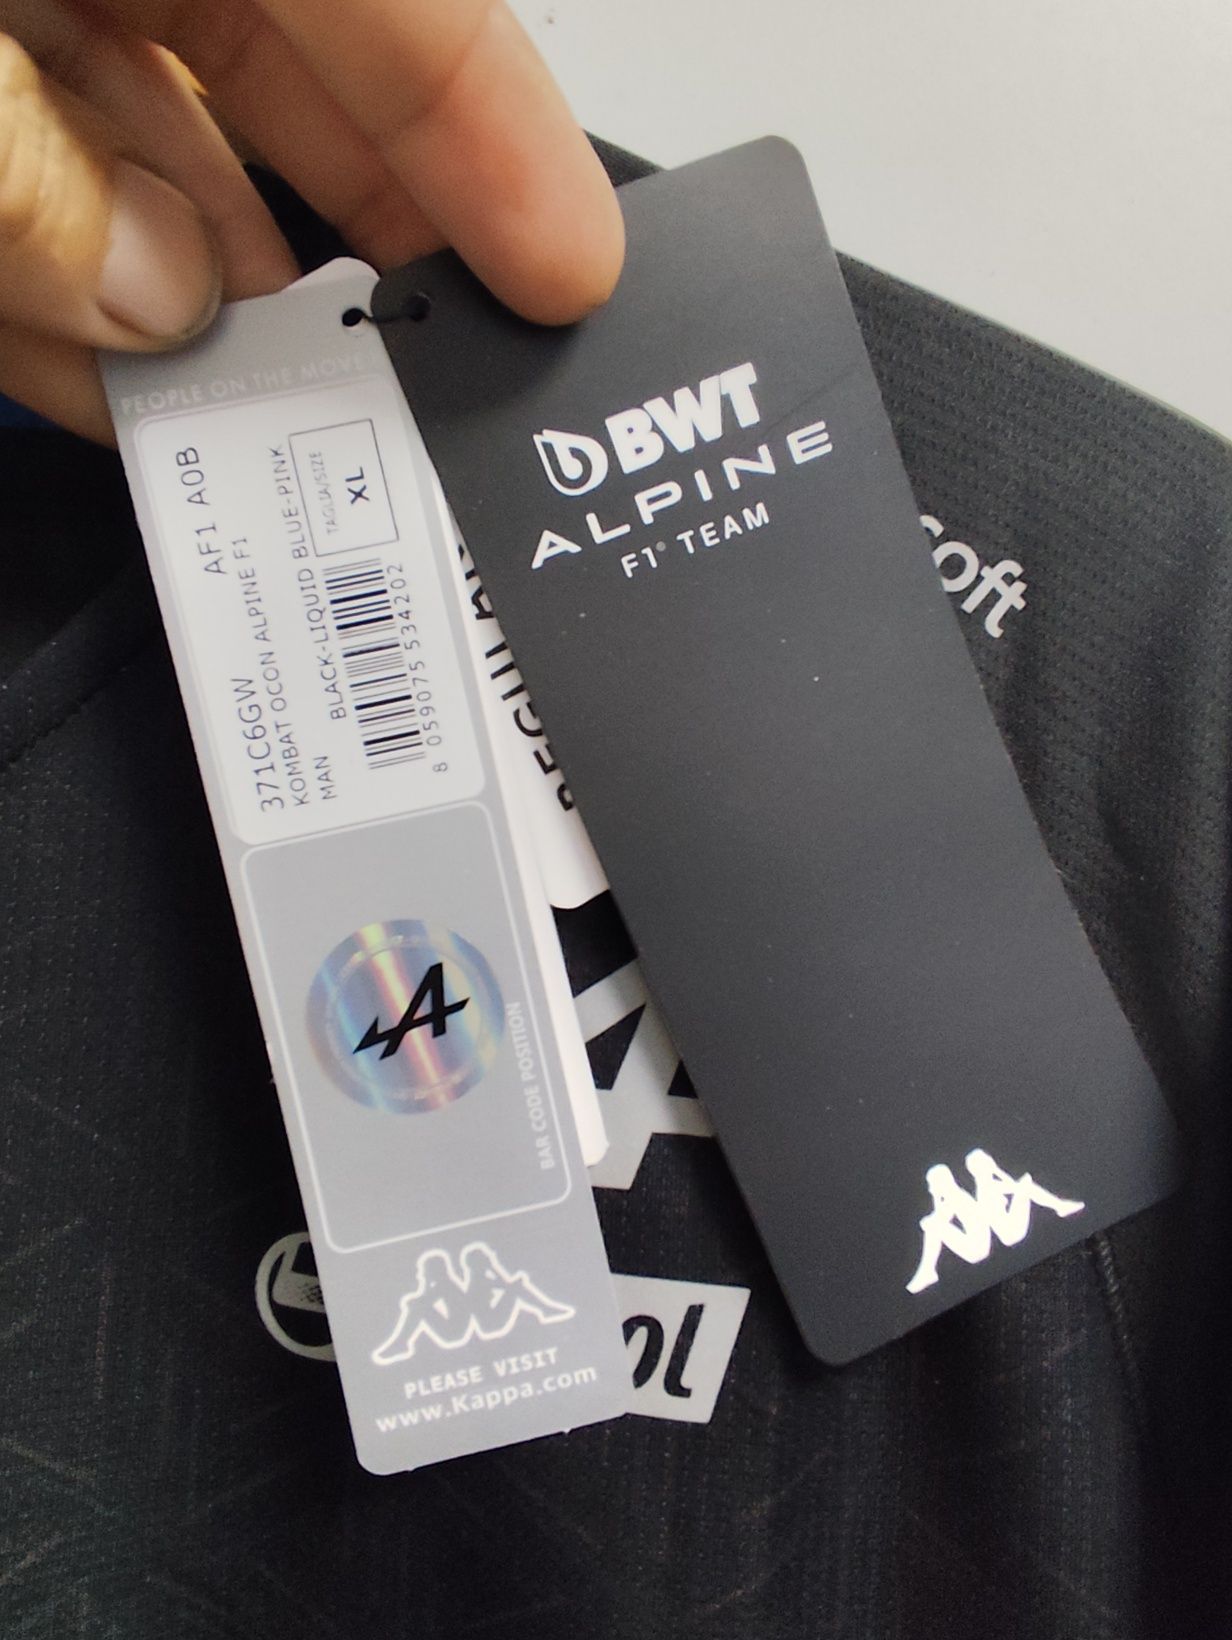 PEOPLE ON THE MOVE
AF1 A0B
371C6GW
KOMBAT OCON ALPINE F1
MAN
BLACK-LIQUID BLUE-PINK
TAGLIA/SIZE
XL
8 059075 534202
BAR CODE POSITION
PLEASE VISIT
www.Kappa.com
BWT
ALPINE
F1® TEAM
oft
ol